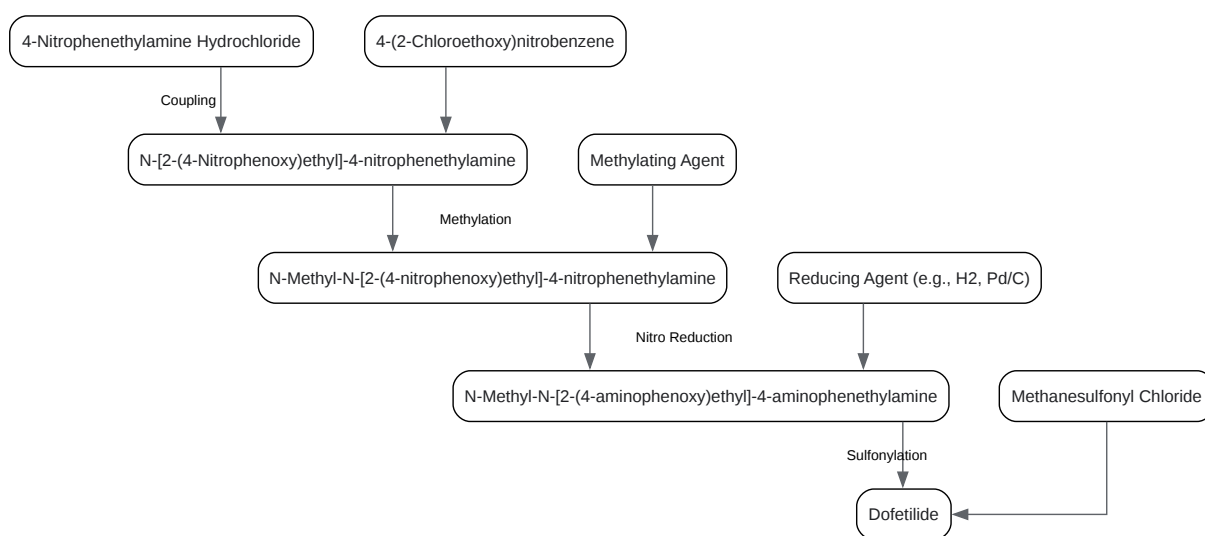 4-Nitrophenethylamine Hydrochloride
4-(2-Chloroethoxy)nitrobenzene
Coupling
N-[2-(4-Nitrophenoxy)ethyl]-4-nitrophenethylamine
Methylating Agent
Methylation
N-Methyl-N-[2-(4-nitrophenoxy)ethyl]-4-nitrophenethylamine
Reducing Agent (e.g., H2, Pd/C)
Nitro Reduction
N-Methyl-N-[2-(4-aminophenoxy)ethyl]-4-aminophenethylamine
Methanesulfonyl Chloride
Sulfonylation
Dofetilide